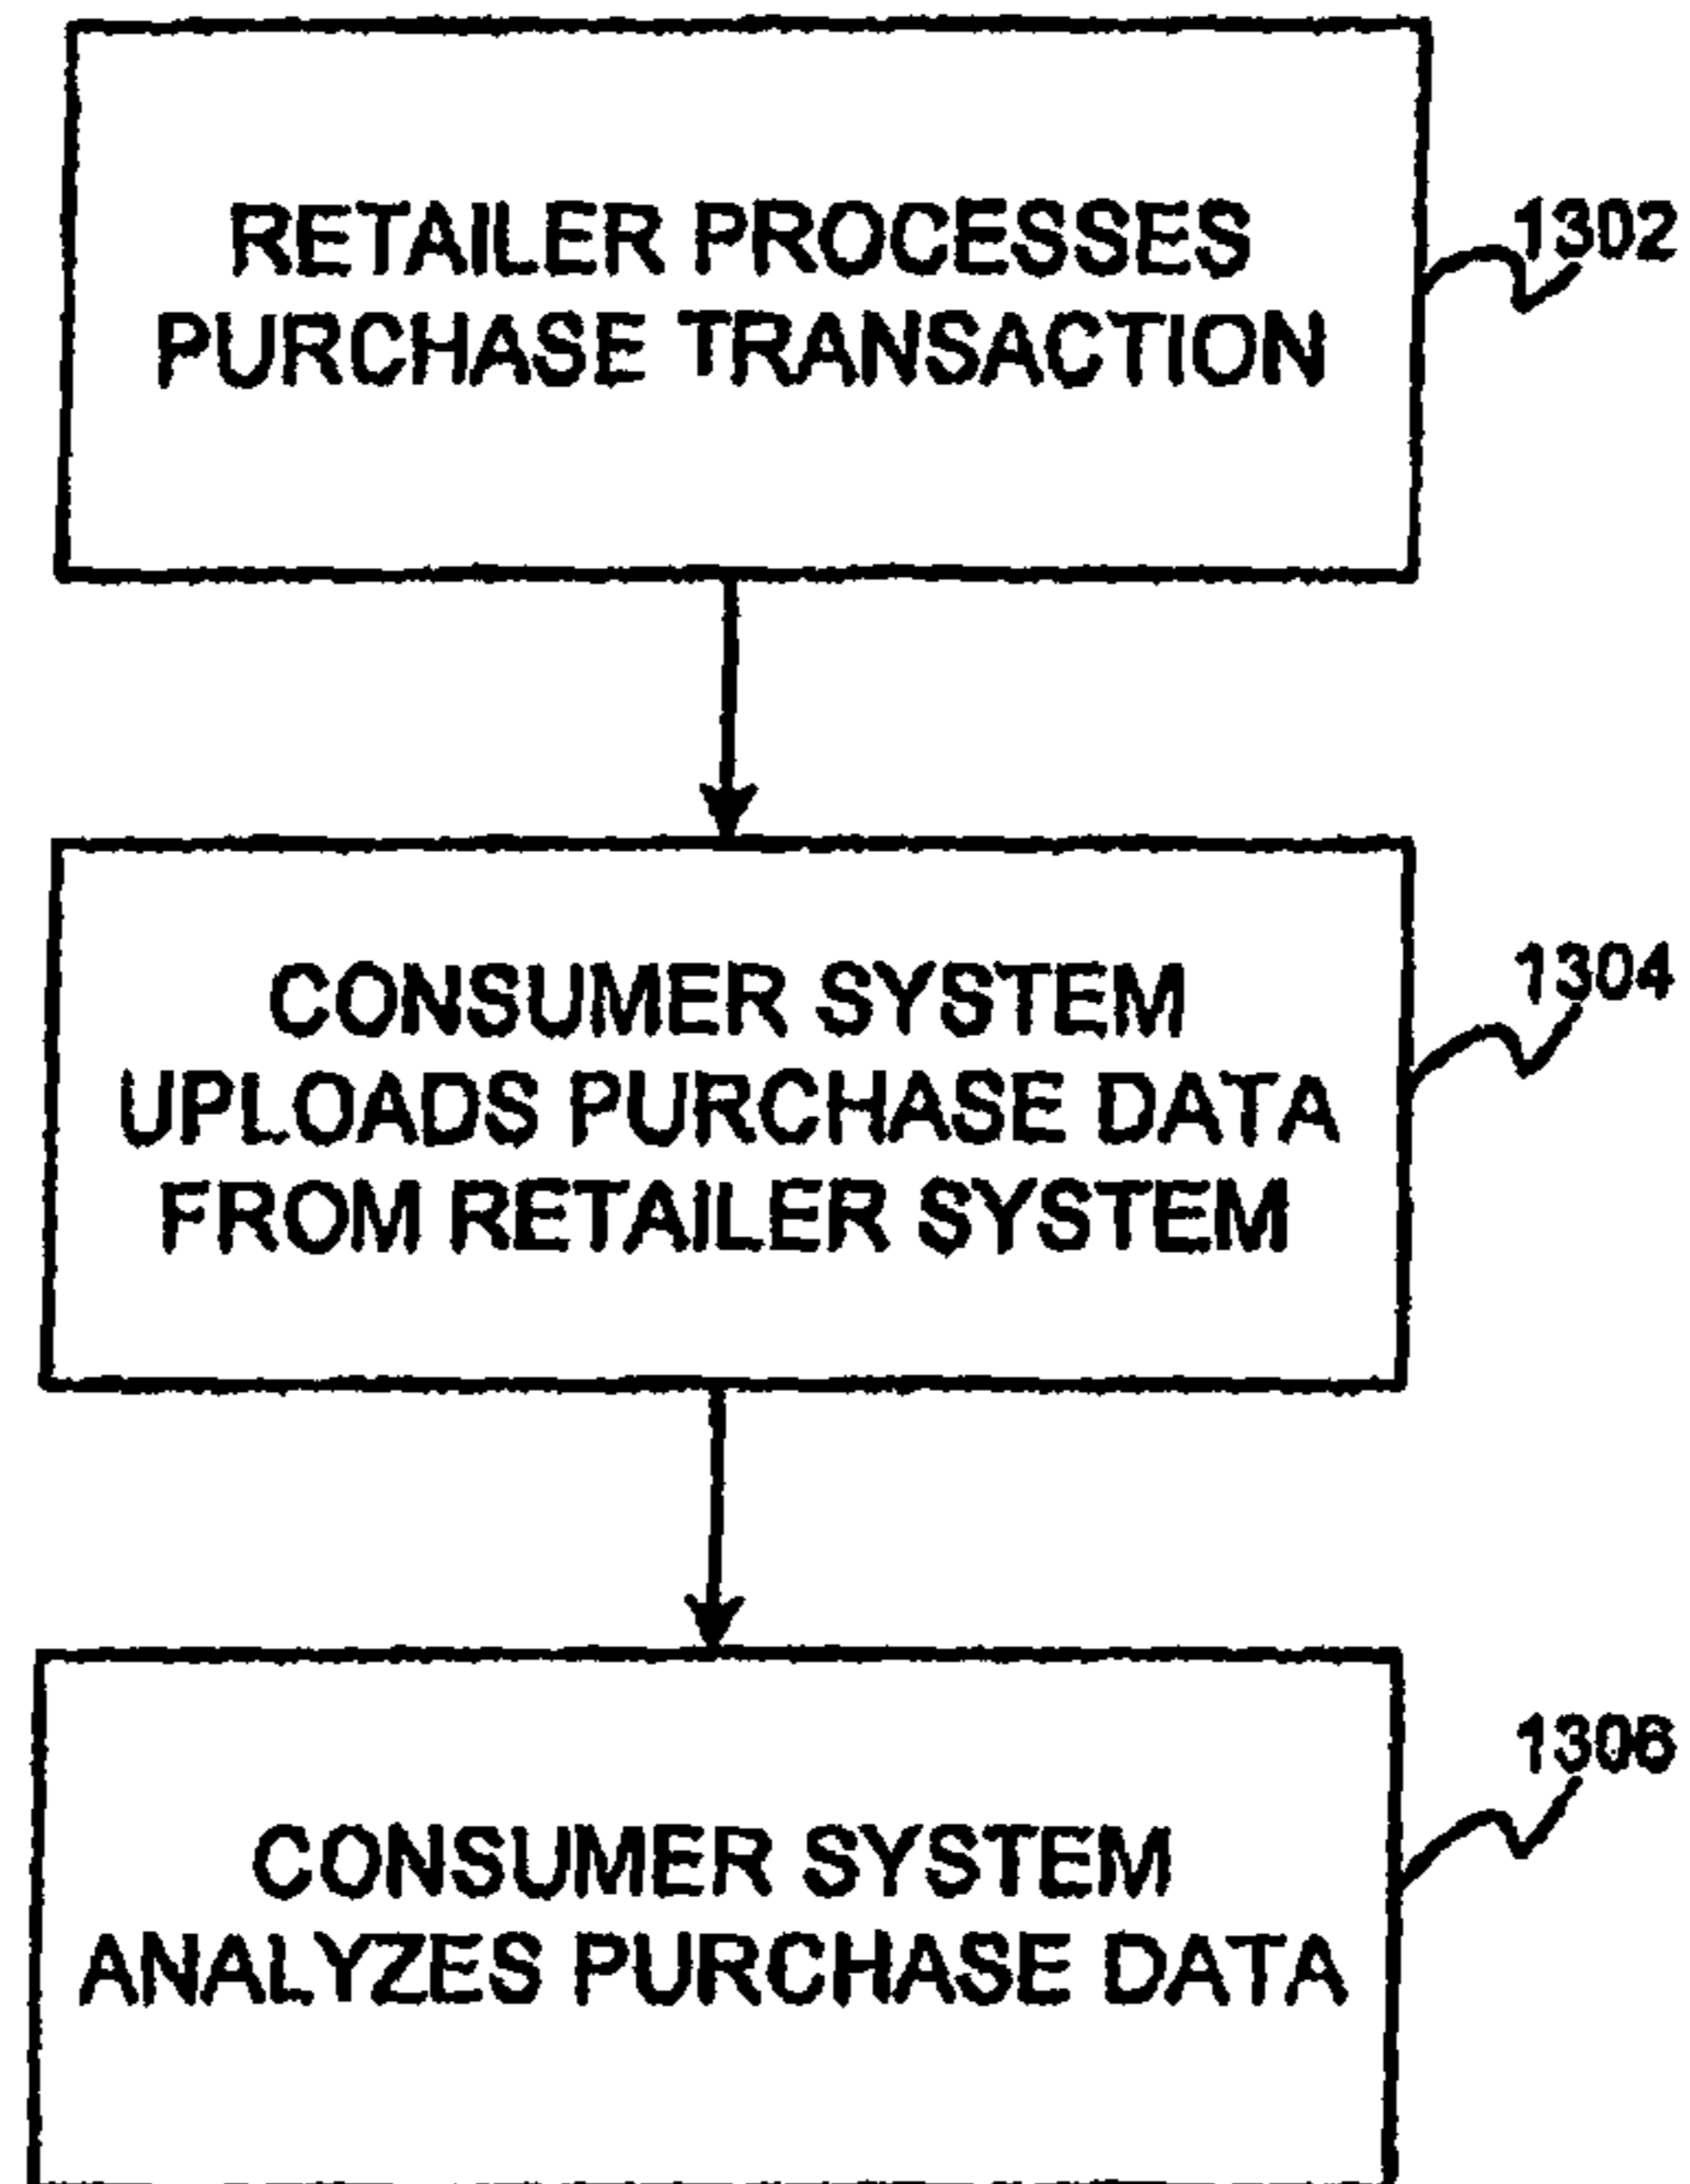 RETAILER PROCESSES
PURCHASE TRANSACTION
1302
CONSUMER SYSTEM
UPLOADS PURCHASE DATA
FROM RETAILER SYSTEM
1304
CONSUMER SYSTEM
ANALYZES PURCHASE DATA
1306